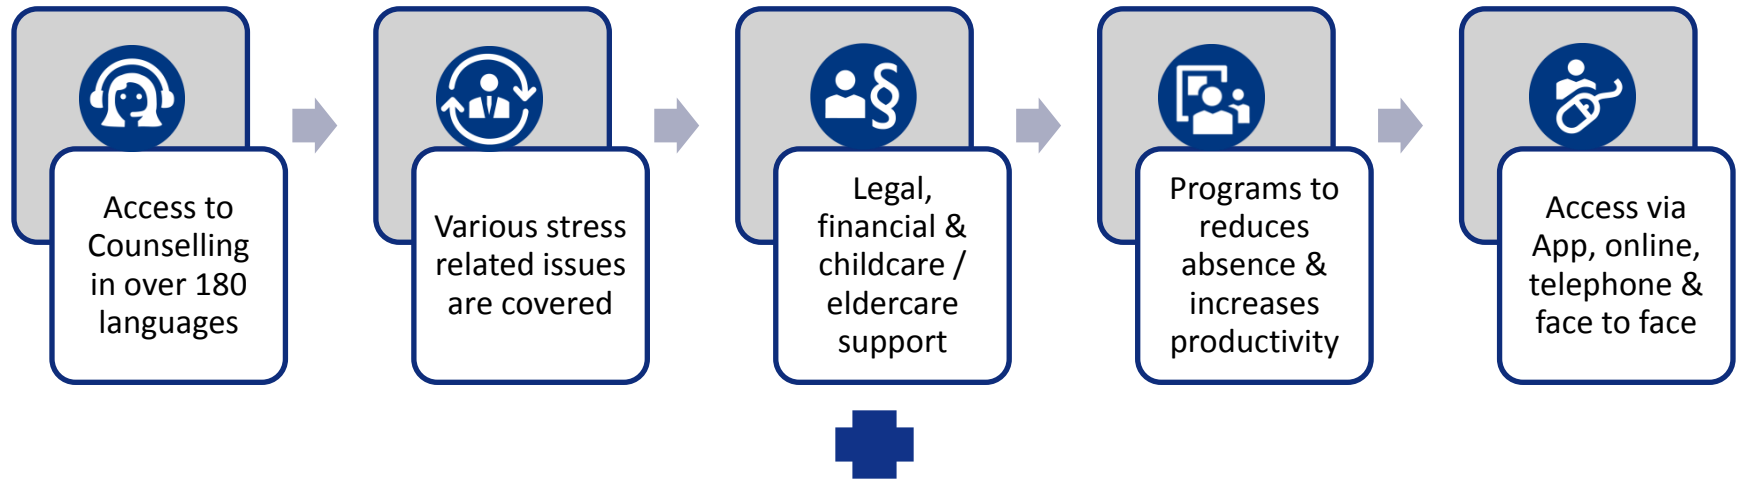 Access to
Counselling
in over 180
languages
Various stress
related issues
are covered
Legal,
financial &
childcare /
eldercare
support
Programs to
reduces
absence &
increases
productivity
Access via
App, online,
telephone &
face to face